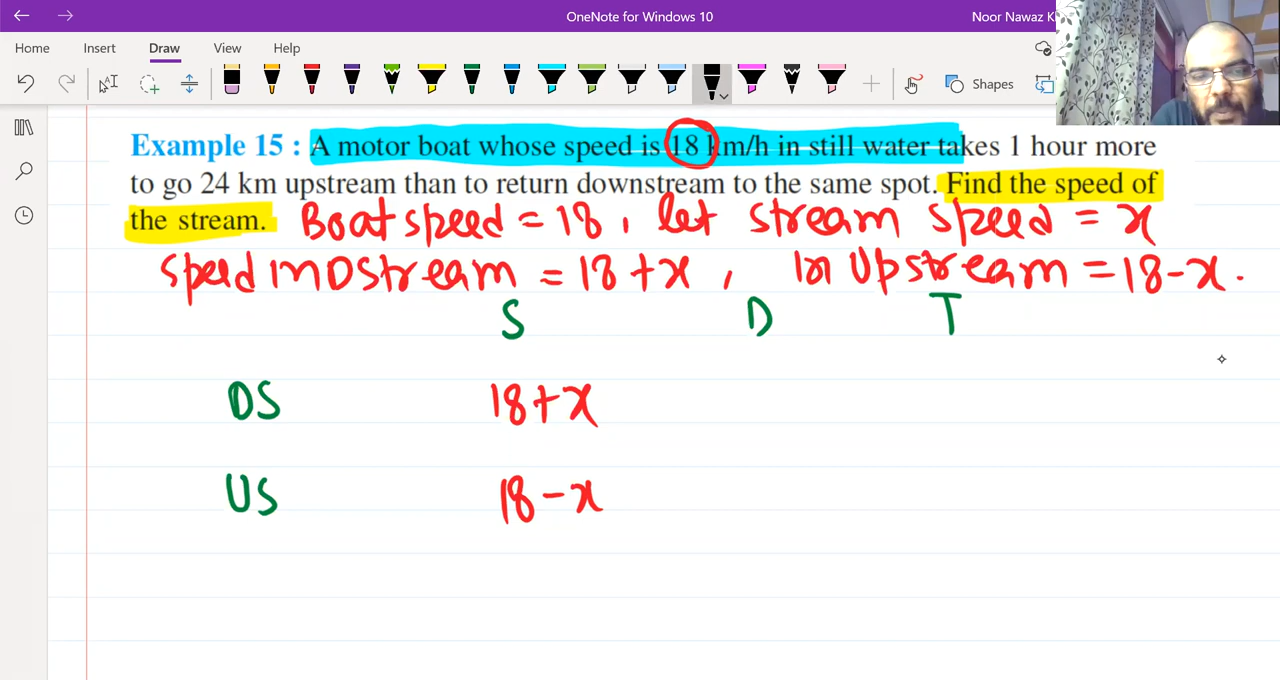 OneNote for Windows 10
Noor Nawaz K
Home Insert Draw View Help
Shapes
Example 15 : A motor boat whose speed is 18 km/h in still water takes 1 hour more
to go 24 km upstream than to return downstream to the same spot. Find the speed of
the stream. Boat speed = 18, let stream speed = x
Speed in Dstream = 18+x, In Upstream = 18-x.
S D T
DS 18+x
US 18-x